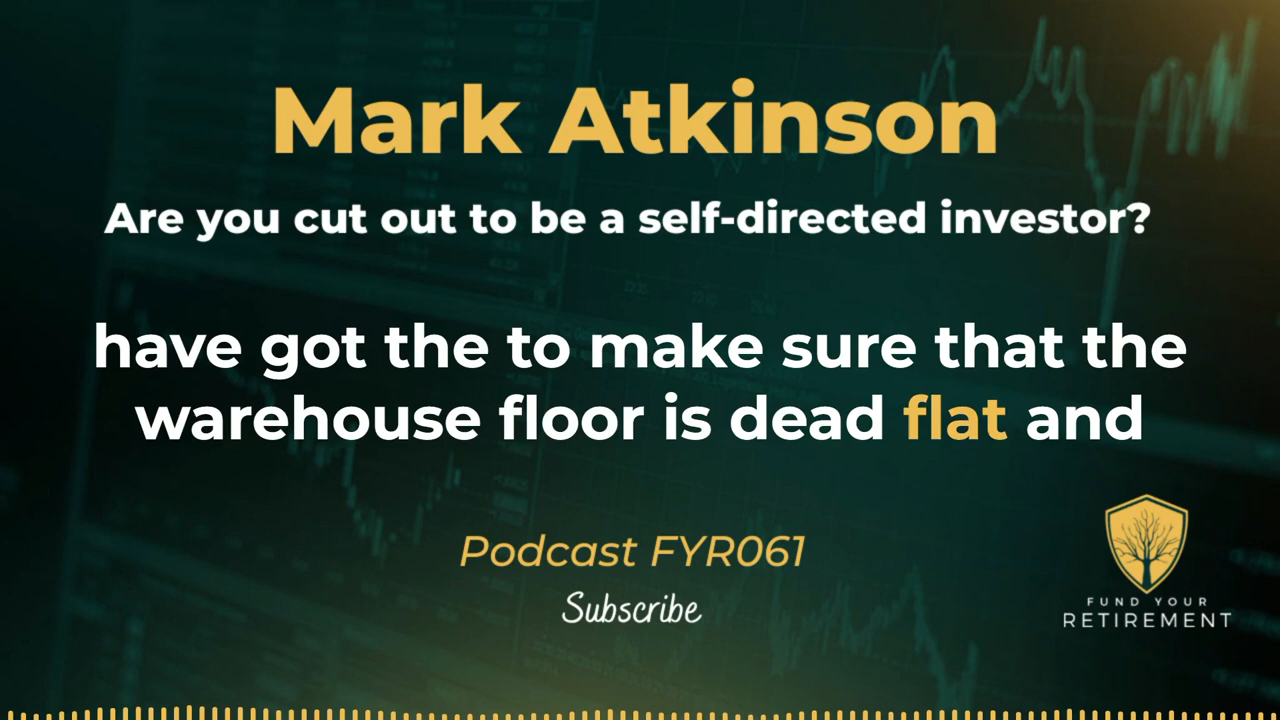 Mark Atkinson
Are you cut out to be a self-directed investor?
have got the to make sure that the
warehouse floor is dead flat and
Podcast FYR061
Subscribe
FUND YOUR
RETIREMENT